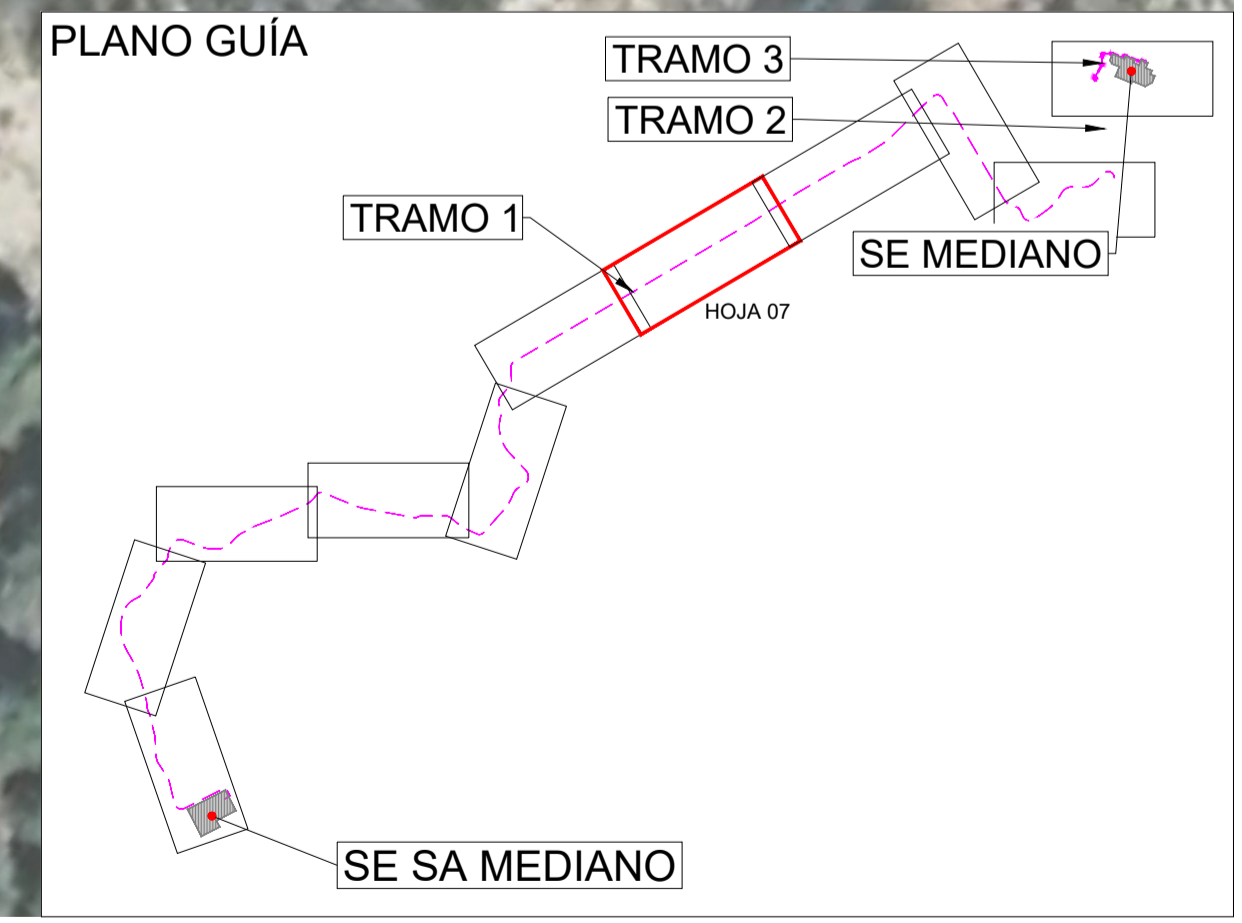 PLANO GUÍA
TRAMO 3
TRAMO 2
TRAMO 1
SE MEDIANO
HOJA 07
SE SA MEDIANO